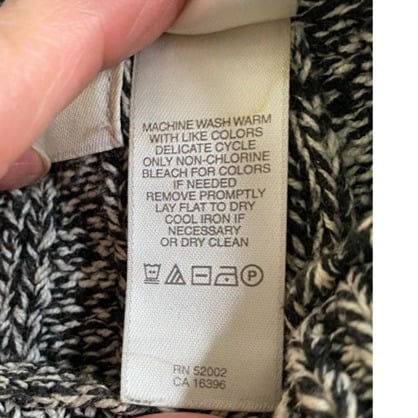 MACHINE WASH WARM
WITH LIKE COLORS
DELICATE CYCLE
ONLY NON-CHLORINE
BLEACH FOR COLORS
IF NEEDED
REMOVE PROMPTLY
LAY FLAT TO DRY
COOL IRON IF
NECESSARY
OR DRY CLEAN
P
RN 52002
CA 16396